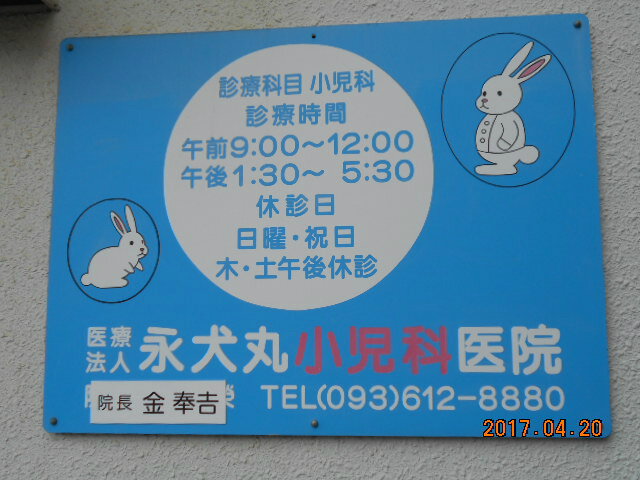 診療科目 小児科
診療時間
午前9:00〜12:00
午後1:30〜 5:30
休診日
日曜・祝日
木・土午後休診
医療法人 永犬丸小児科医院
院長 金奉吉
TEL(093)612-8880
2017.04.20